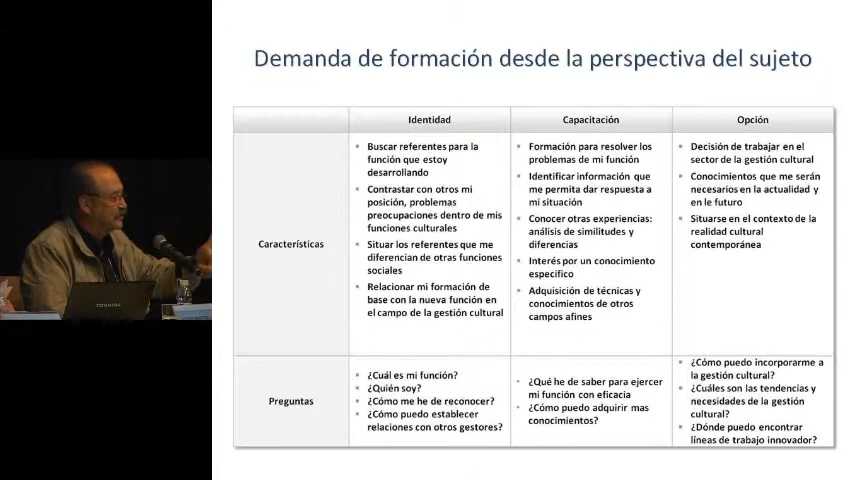 Demanda de formación desde la perspectiva del sujeto
Identidad
Capacitación
Opción
Características
Buscar referentes para la
función que estoy
desarrollando
Contrastar con otros mi
posición, problemas
preocupaciones dentro de mis
funciones culturales
Situar los referentes que me
diferencian de otras funciones
sociales
Relacionar mi formación de
base con la nueva función en
el campo de la gestión cultural
Formación para resolver los
problemas de mi función
Identificar información que
me permita dar respuesta a
mi situación
Conocer otras experiencias:
análisis de similitudes y
diferencias
Interés por un conocimiento
especifico
Adquisición de técnicas y
conocimientos de otros
campos afines
Decisión de trabajar en el
sector de la gestión cultural
Conocimientos que me serán
necesarios en la actualidad y
en le futuro
Situarse en el contexto de la
realidad cultural
contemporánea
Preguntas
¿Cuál es mi función?
¿Quién soy?
¿Cómo me he de reconocer?
¿Cómo puedo establecer
relaciones con otros gestores?
¿Qué he de saber para ejercer
mi función con eficacia
¿Cómo puedo adquirir mas
conocimientos?
¿Cómo puedo incorporarme a
la gestión cultural?
¿Cuáles son las tendencias y
necesidades de la gestión
cultural?
¿Dónde puedo encontrar
líneas de trabajo innovador?
TOSHIBA